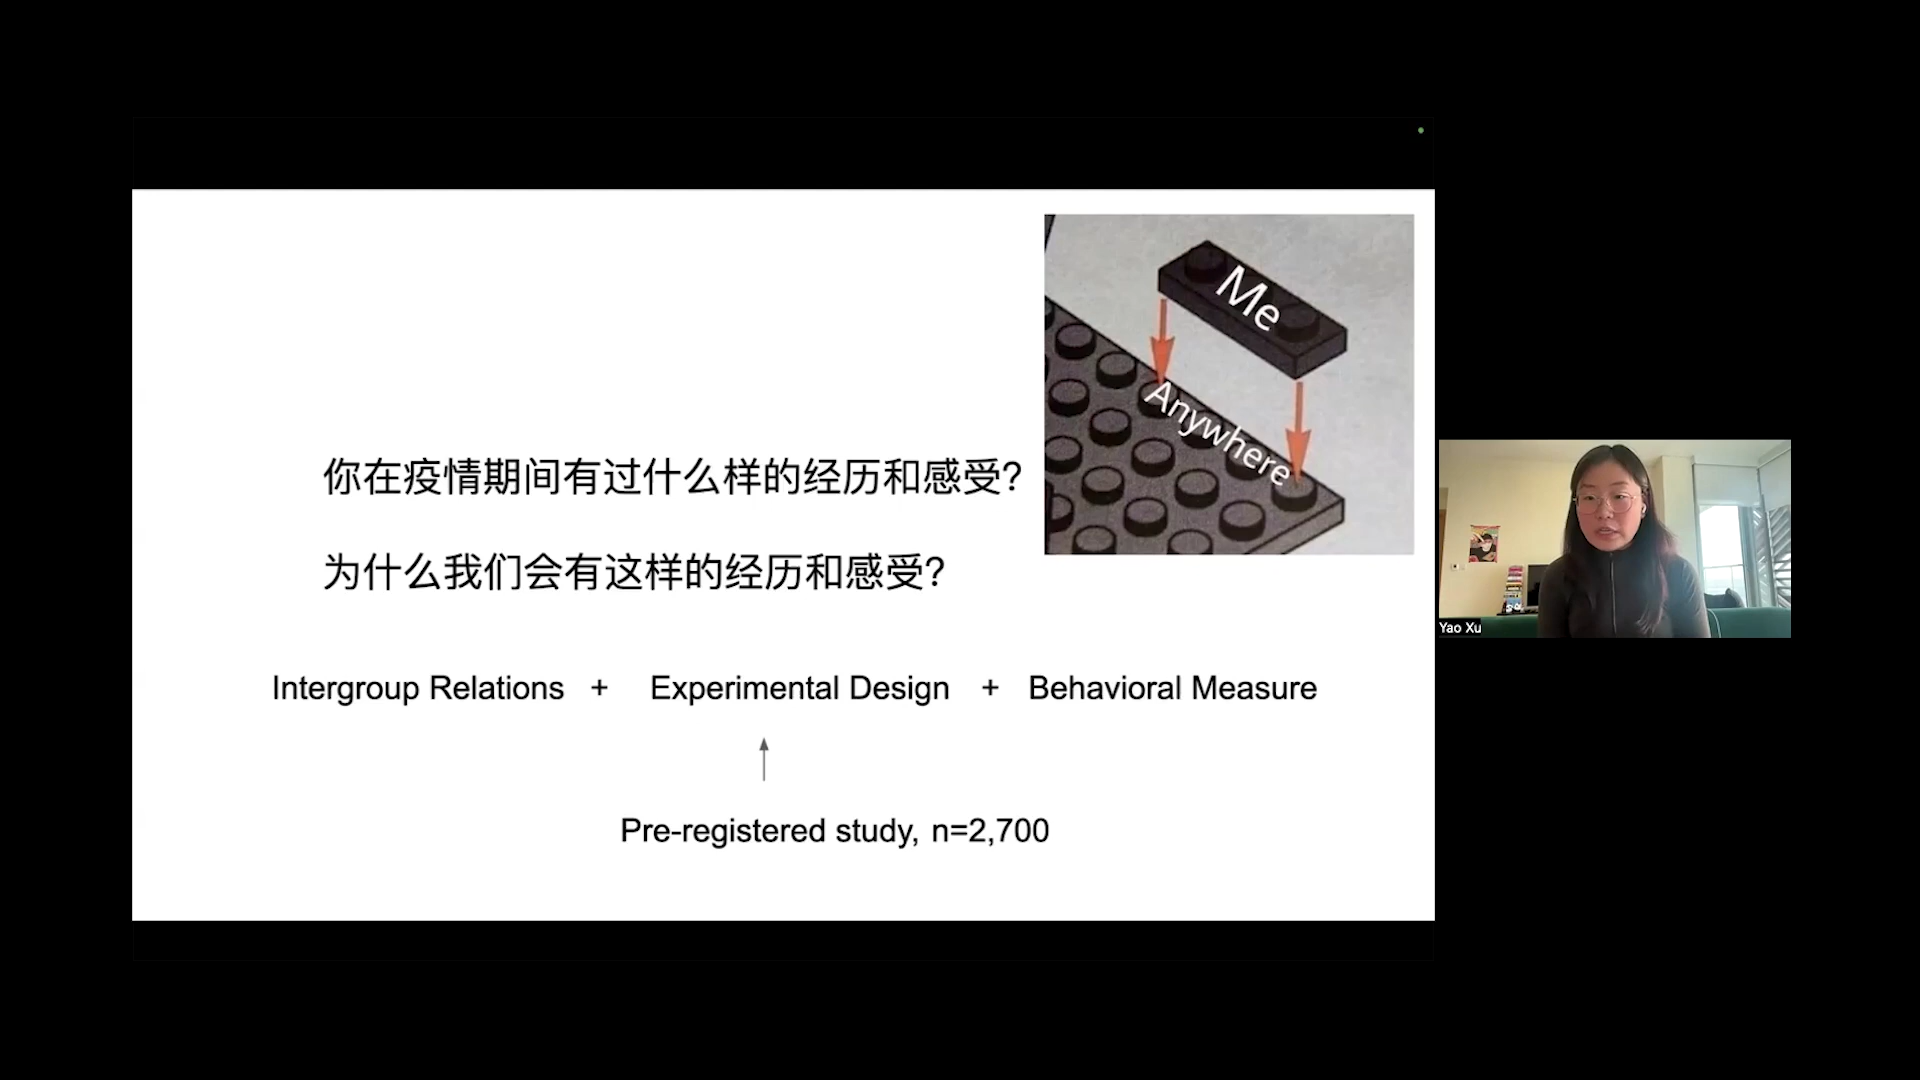 Me
Anywhere
你在疫情期间有过什么样的经历和感受?
为什么我们会有这样的经历和感受?
Intergroup Relations + Experimental Design + Behavioral Measure
Pre-registered study, n=2,700
Yao Xu